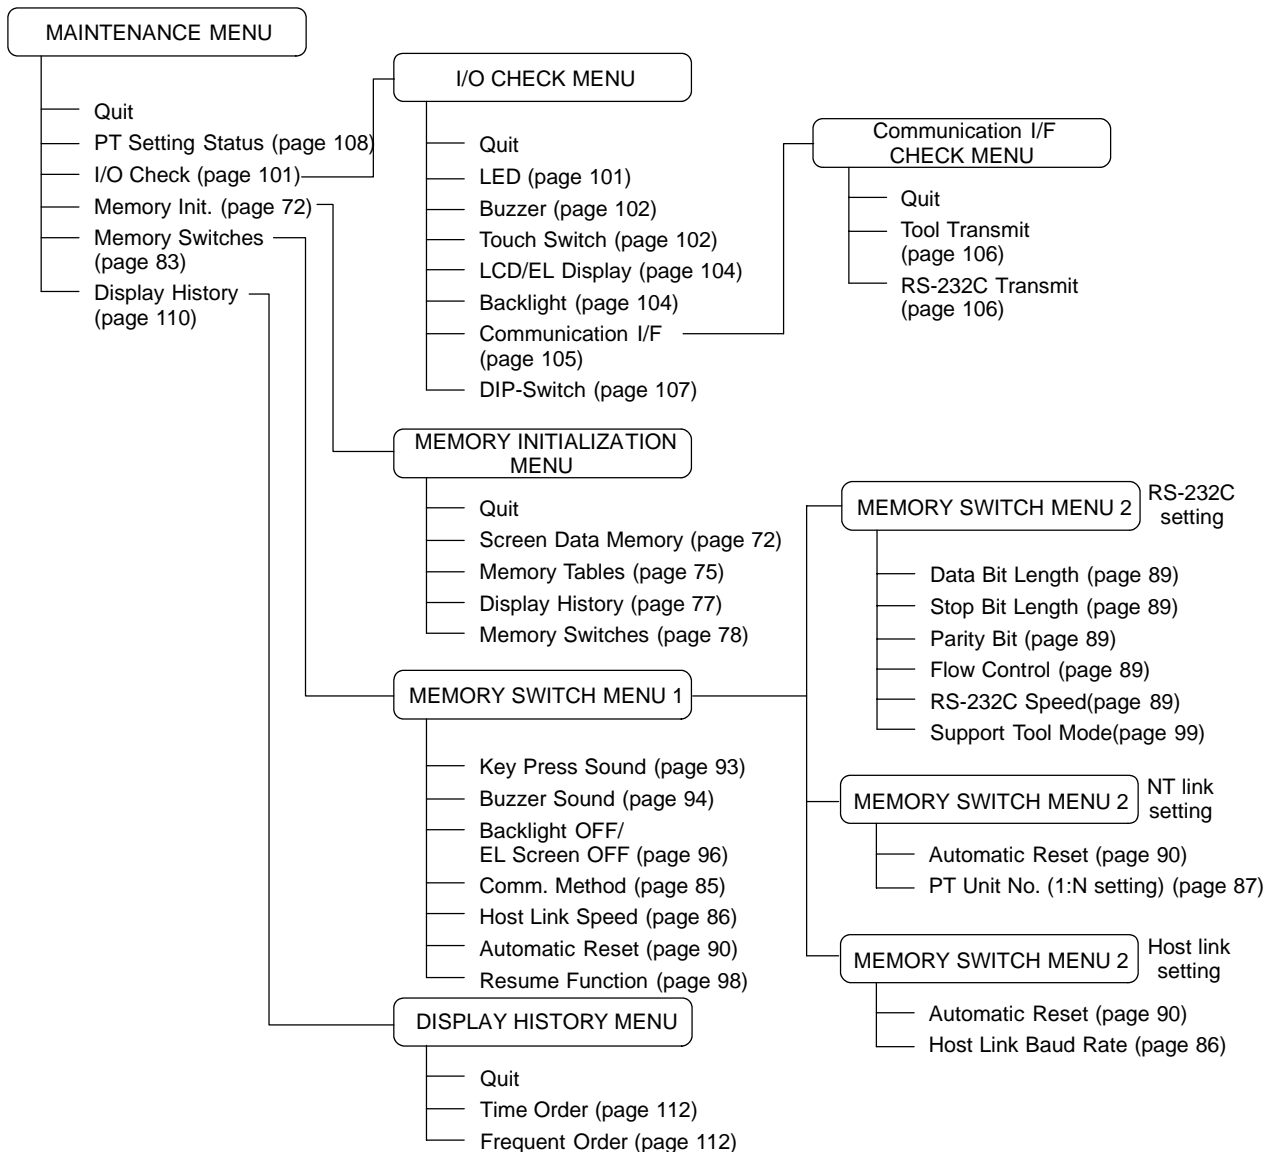 MAINTENANCE MENU
Quit
PT Setting Status (page 108)
I/O Check (page 101)
Memory Init. (page 72)
Memory Switches
(page 83)
Display History
(page 110)
I/O CHECK MENU
Quit
LED (page 101)
Buzzer (page 102)
Touch Switch (page 102)
LCD/EL Display (page 104)
Backlight (page 104)
Communication I/F
(page 105)
DIP-Switch (page 107)
Communication I/F
CHECK MENU
Quit
Tool Transmit
(page 106)
RS-232C Transmit
(page 106)
MEMORY INITIALIZATION
MENU
Quit
Screen Data Memory (page 72)
Memory Tables (page 75)
Display History (page 77)
Memory Switches (page 78)
MEMORY SWITCH MENU 1
Key Press Sound (page 93)
Buzzer Sound (page 94)
Backlight OFF/
EL Screen OFF (page 96)
Comm. Method (page 85)
Host Link Speed (page 86)
Automatic Reset (page 90)
Resume Function (page 98)
MEMORY SWITCH MENU 2
RS-232C
setting
Data Bit Length (page 89)
Stop Bit Length (page 89)
Parity Bit (page 89)
Flow Control (page 89)
RS-232C Speed(page 89)
Support Tool Mode(page 99)
MEMORY SWITCH MENU 2
NT link
setting
Automatic Reset (page 90)
PT Unit No. (1:N setting) (page 87)
MEMORY SWITCH MENU 2
Host link
setting
Automatic Reset (page 90)
Host Link Baud Rate (page 86)
DISPLAY HISTORY MENU
Quit
Time Order (page 112)
Frequent Order (page 112)